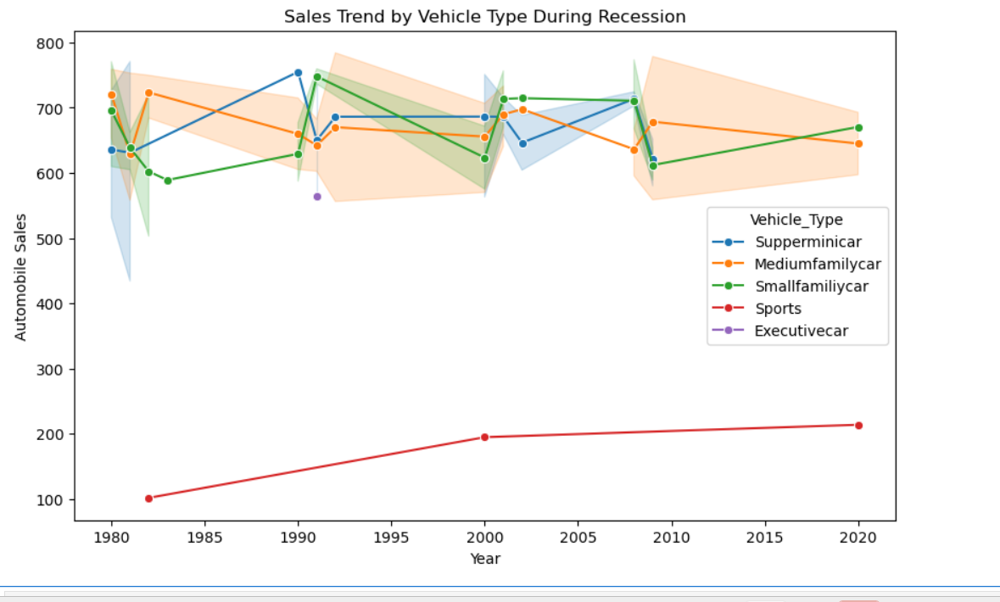 Sales Trend by Vehicle Type During Recession
800
700
600
500
400
300
200
100
Automobile Sales
Vehicle_Type
Supperminicar
Mediumfamilycar
Smallfamiliycar
Sports
Executivecar
1980 1985 1990 1995 2000 2005 2010 2015 2020
Year